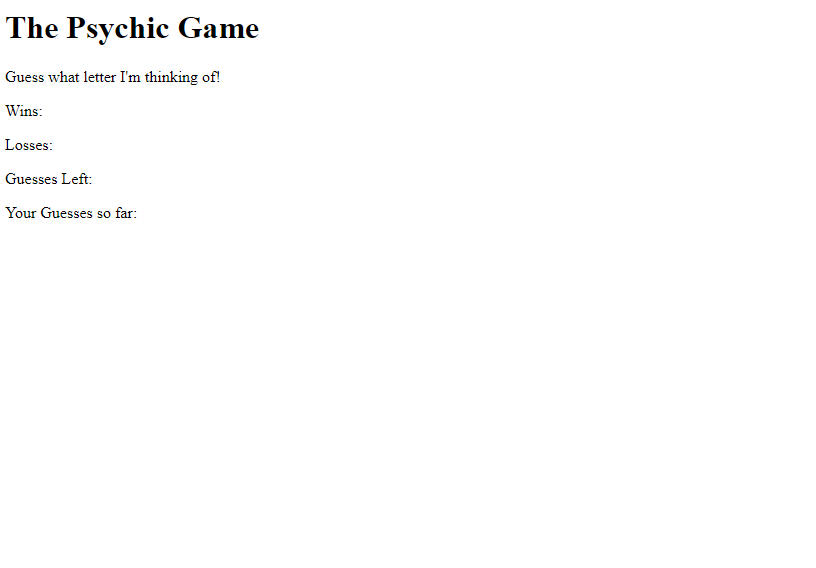 The Psychic Game
Guess what letter I'm thinking of!
Wins:
Losses:
Guesses Left:
Your Guesses so far: